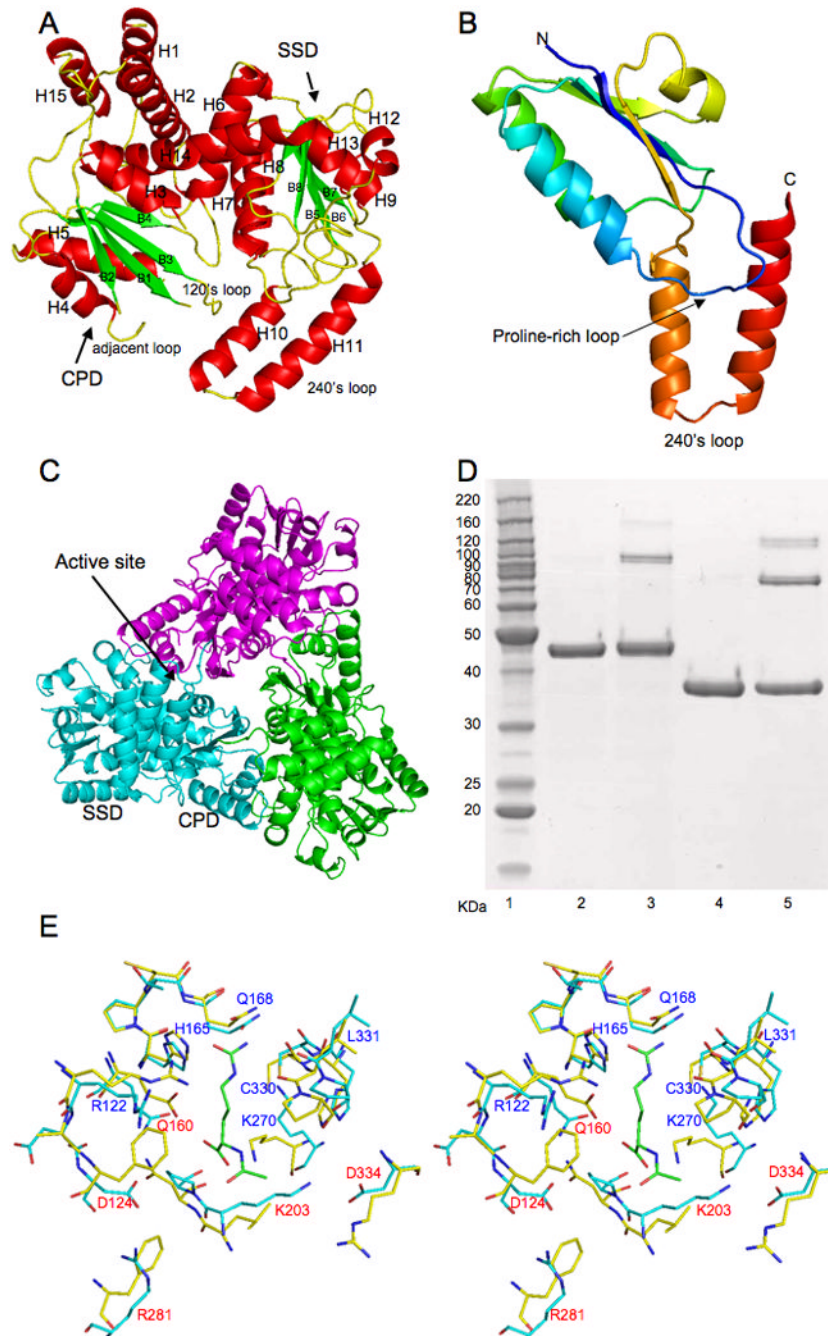 A
SSD
H1
H15
H2
H6
H12
H13
H14
H8
H3
H7
H9
B8
B7
B5
B6
B4
H5
B3
B2
B1
120's loop
H4
adjacent loop
H10
H11
CPD
240's loop
B
N
C
Proline-rich loop
240's loop
C
Active site
SSD
CPD
D
220
160
120
100
90
80
70
60
50
40
30
25
20
KDa
1
2
3
4
5
E
Q168
H165
L331
C330
R122
K270
Q160
D334
D124
K203
R281
Q168
H165
L331
C330
R122
K270
Q160
D334
D124
K203
R281